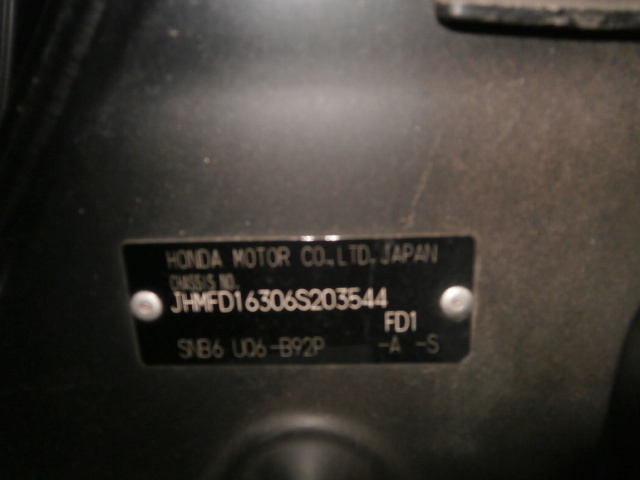 HONDA MOTOR CO.,LTD.JAPAN
CHASSIS NO.
JHMFD16306S203544
FD1
SNB6 U06-B92P -A -S